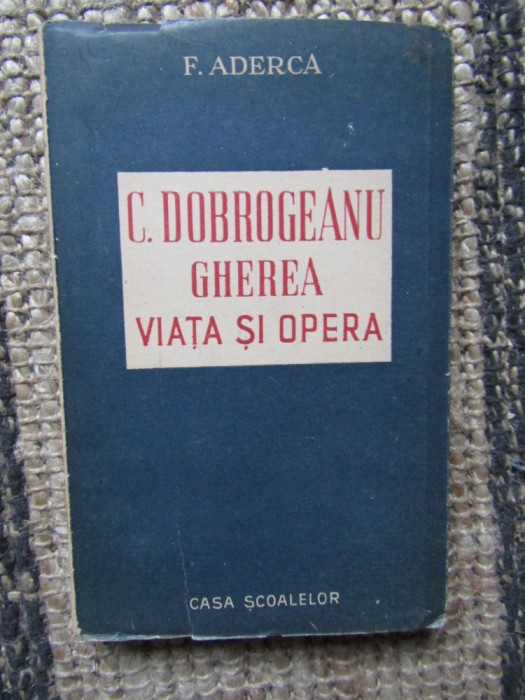 F. ADERCA
C. DOBROGEANU
GHEREA
VIAȚA ȘI OPERA
CASA ȘCOALELOR